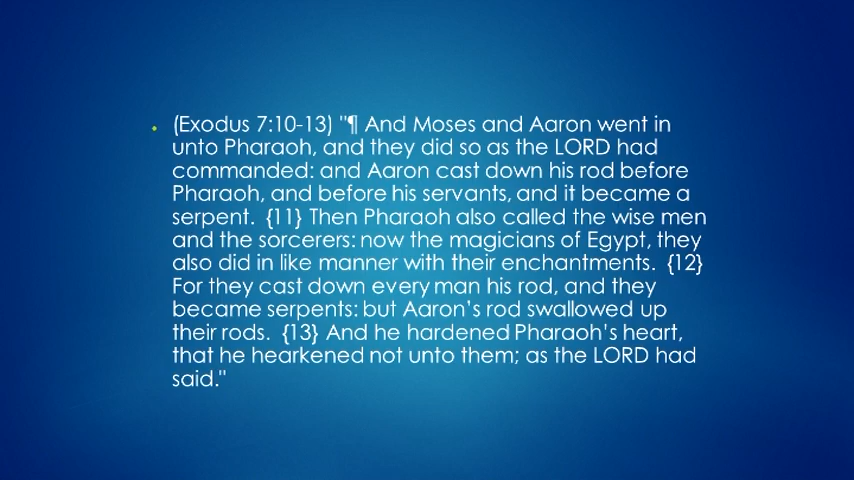 • (Exodus 7:10-13) "¶ And Moses and Aaron went in
unto Pharaoh, and they did so as the LORD had
commanded: and Aaron cast down his rod before
Pharaoh, and before his servants, and it became a
serpent.  {11} Then Pharaoh also called the wise men
and the sorcerers: now the magicians of Egypt, they
also did in like manner with their enchantments.  {12}
For they cast down every man his rod, and they
became serpents: but Aaron’s rod swallowed up
their rods.  {13} And he hardened Pharaoh’s heart,
that he hearkened not unto them; as the LORD had
said."